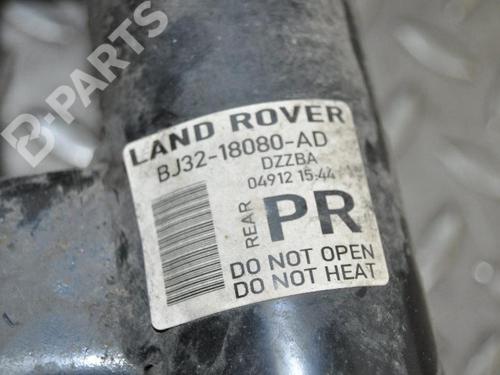 B-PARTS
LAND ROVER
BJ32-18080-AD
DZZBA
04912 15:44
REAR
PR
DO NOT OPEN
DO NOT HEAT